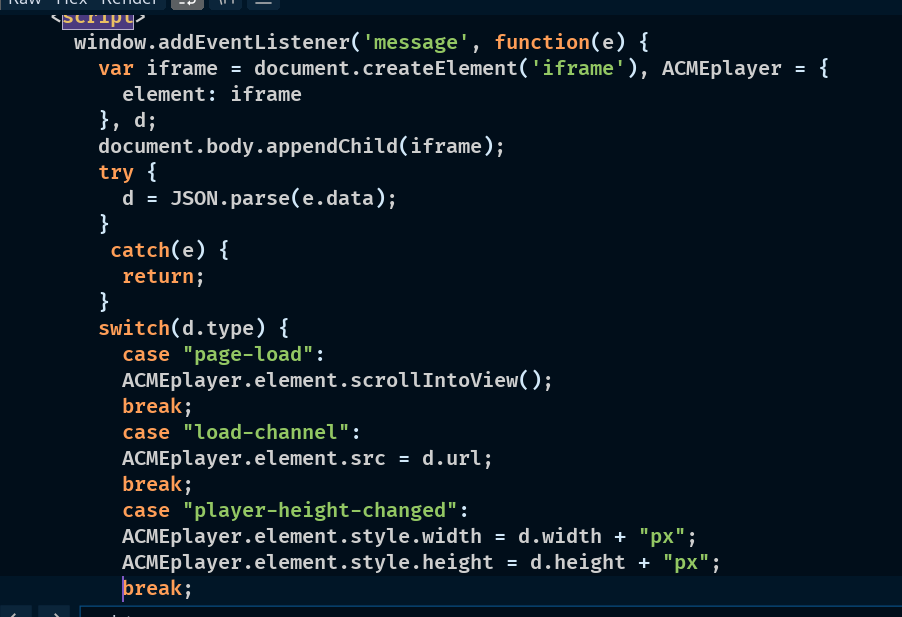 Raw Hex Render
<script>
window.addEventListener('message', function(e) {
var iframe = document.createElement('iframe'), ACMEplayer = {
element: iframe
}, d;
document.body.appendChild(iframe);
try {
d = JSON.parse(e.data);
}
catch(e) {
return;
}
switch(d.type) {
case "page-load":
ACMEplayer.element.scrollIntoView();
break;
case "load-channel":
ACMEplayer.element.src = d.url;
break;
case "player-height-changed":
ACMEplayer.element.style.width = d.width + "px";
ACMEplayer.element.style.height = d.height + "px";
break;